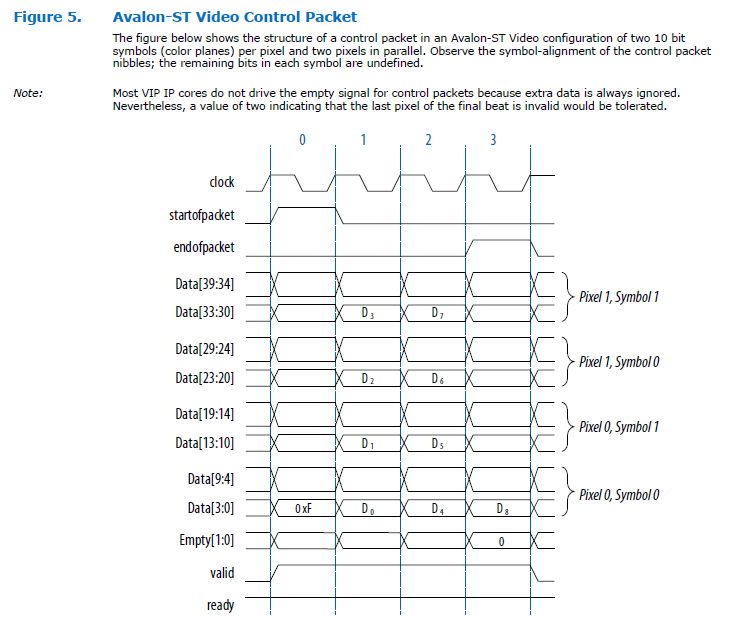 Figure 5. Avalon-ST Video Control Packet
The figure below shows the structure of a control packet in an Avalon-ST Video configuration of two 10 bit
symbols (color planes) per pixel and two pixels in parallel. Observe the symbol-alignment of the control packet
nibbles; the remaining bits in each symbol are undefined.
Note: Most VIP IP cores do not drive the empty signal for control packets because extra data is always ignored.
Nevertheless, a value of two indicating that the last pixel of the final beat is invalid would be tolerated.
0 1 2 3
clock
startofpacket
endofpacket
Data[39:34]
Pixel 1, Symbol 1
Data[33:30] D3 D7
Data[29:24]
Pixel 1, Symbol 0
Data[23:20] D2 D6
Data[19:14]
Pixel 0, Symbol 1
Data[13:10] D1 D5
Data[9:4]
Pixel 0, Symbol 0
Data[3:0] 0xF D0 D4 D8
Empty[1:0] 0
valid
ready